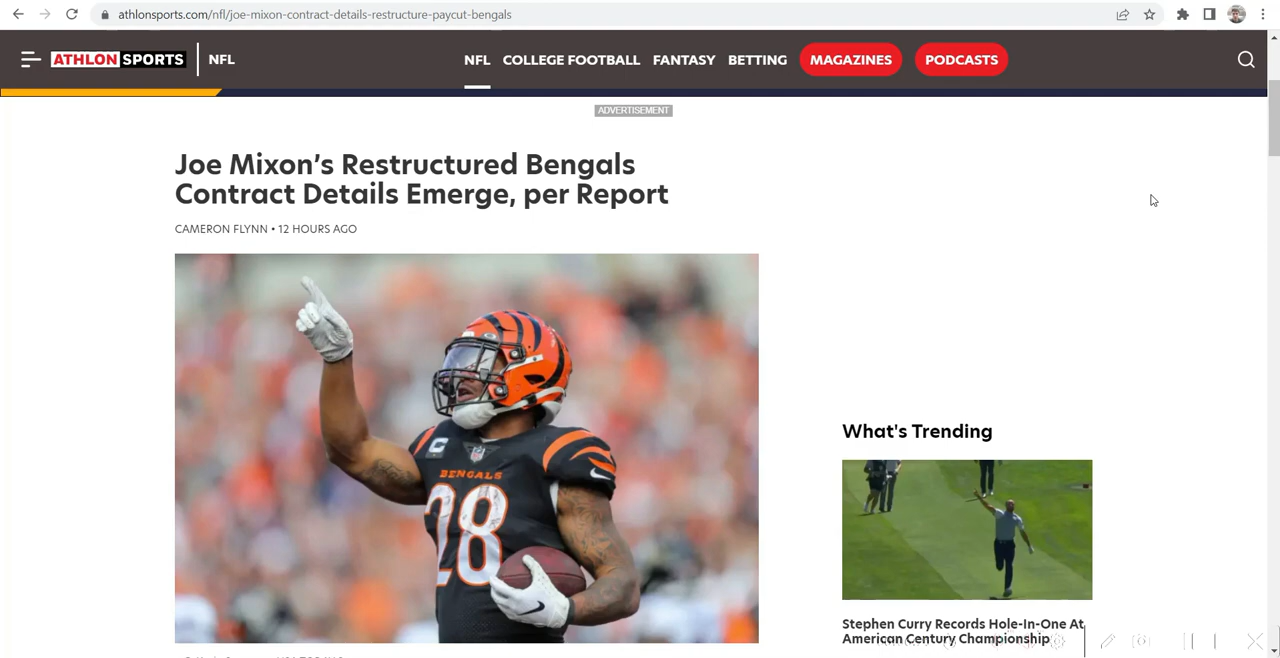 athlonsports.com/nfl/joe-mixon-contract-details-restructure-paycut-bengals
ATHLON SPORTS NFL
NFL COLLEGE FOOTBALL FANTASY BETTING MAGAZINES PODCASTS
ADVERTISEMENT
Joe Mixon’s Restructured Bengals
Contract Details Emerge, per Report
CAMERON FLYNN • 12 HOURS AGO
C
BENGALS
28
What's Trending
Stephen Curry Records Hole-In-One At
American Century Championship